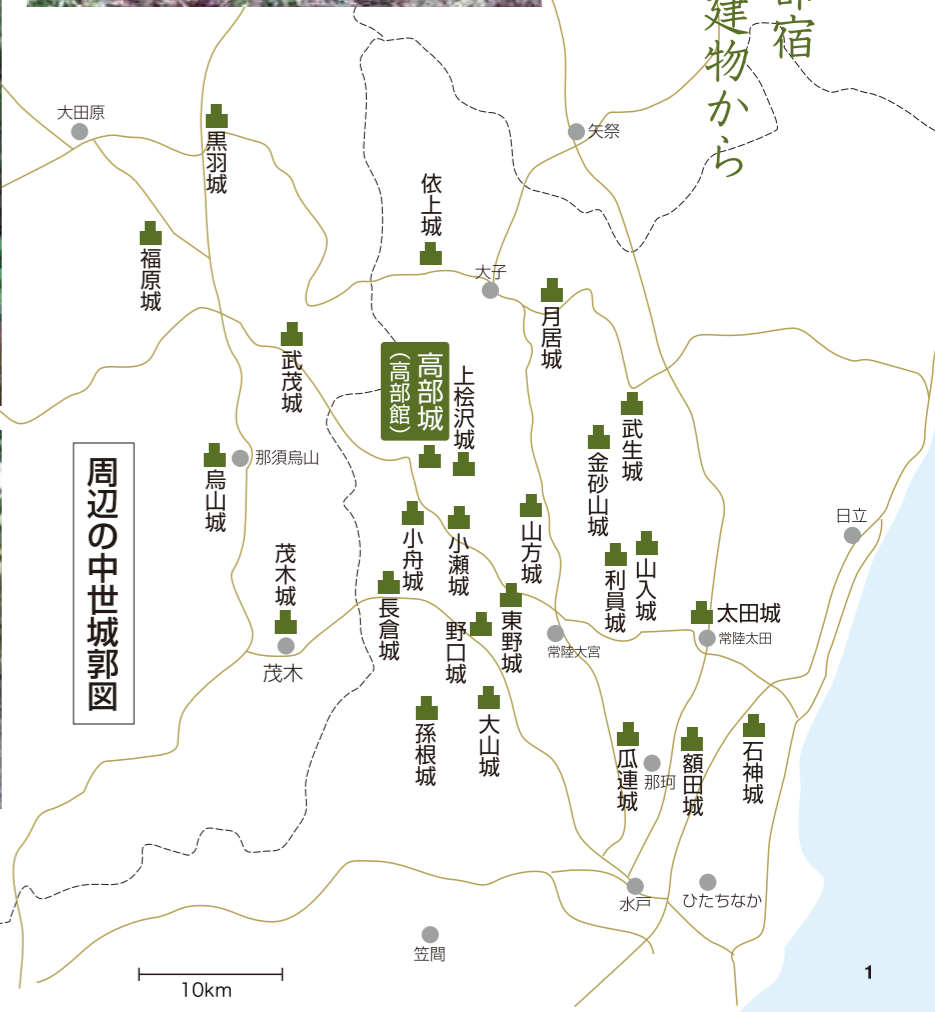 宿
建物から
大田原
黒羽城
矢祭
依上城
福原城
大子
月居城
武茂城
高部城
（高部館）
上桧沢城
武生城
金砂山城
那須烏山
烏山城
周辺の中世城郭図
日立
小舟城
小瀬城
山方城
山入城
利員城
茂木城
長倉城
野口城
東野城
太田城
常陸太田
常陸大宮
茂木
孫根城
大山城
瓜連城
那珂
額田城
石神城
水戸
ひたちなか
笠間
10km
1